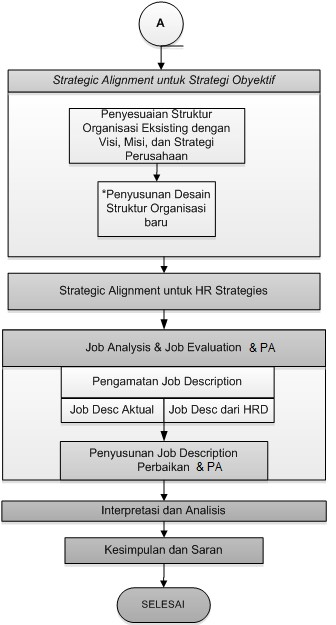 A
Strategic Alignment untuk Strategi Obyektif
Penyesuaian Struktur
Organisasi Eksisting dengan
Visi, Misi, dan Strategi
Perusahaan
*Penyusunan Desain
Struktur Organisasi
baru
Strategic Alignment untuk HR Strategies
Job Analysis & Job Evaluation & PA
Pengamatan Job Description
Job Desc Aktual
Job Desc dari HRD
Penyusunan Job Description
Perbaikan & PA
Interpretasi dan Analisis
Kesimpulan dan Saran
SELESAI